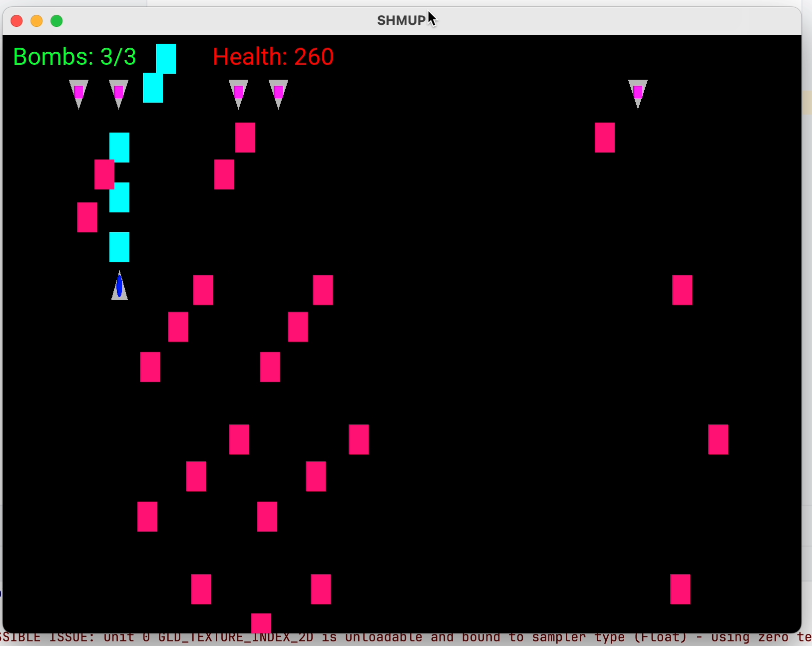 SHMUP
Bombs: 3/3 Health: 260
SSIBLE ISSUE: unit 0 GLD_TEXTURE_INDEX_2D is unloadable and bound to sampler type (Float) - using zero te